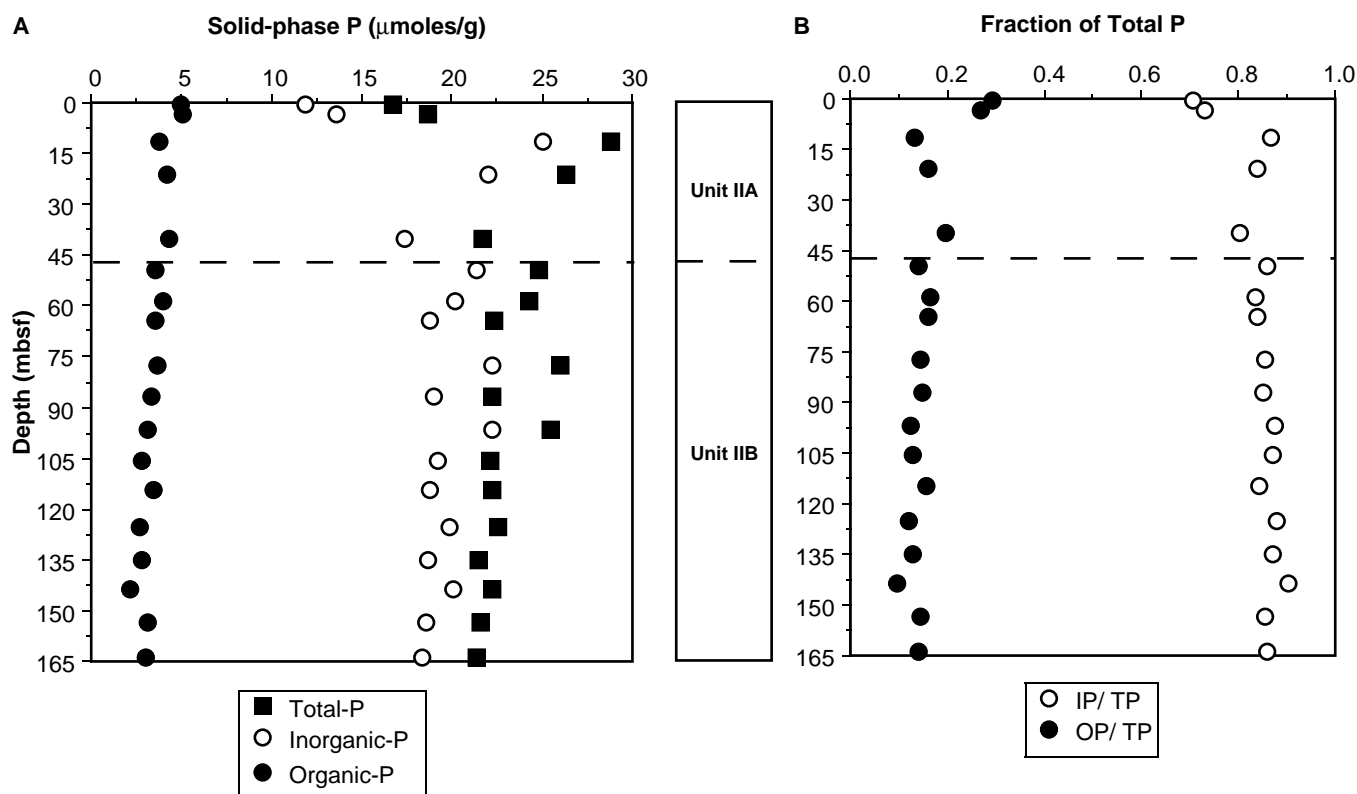 A
Solid-phase P (μmoles/g)
0 5 10 15 20 25 30
Depth (mbsf)
0
15
30
45
60
75
90
105
120
135
150
165
Total-P
Inorganic-P
Organic-P
Unit IIA
Unit IIB
B
Fraction of Total P
0.0 0.2 0.4 0.6 0.8 1.0
0
15
30
45
60
75
90
105
120
135
150
165
IP/ TP
OP/ TP